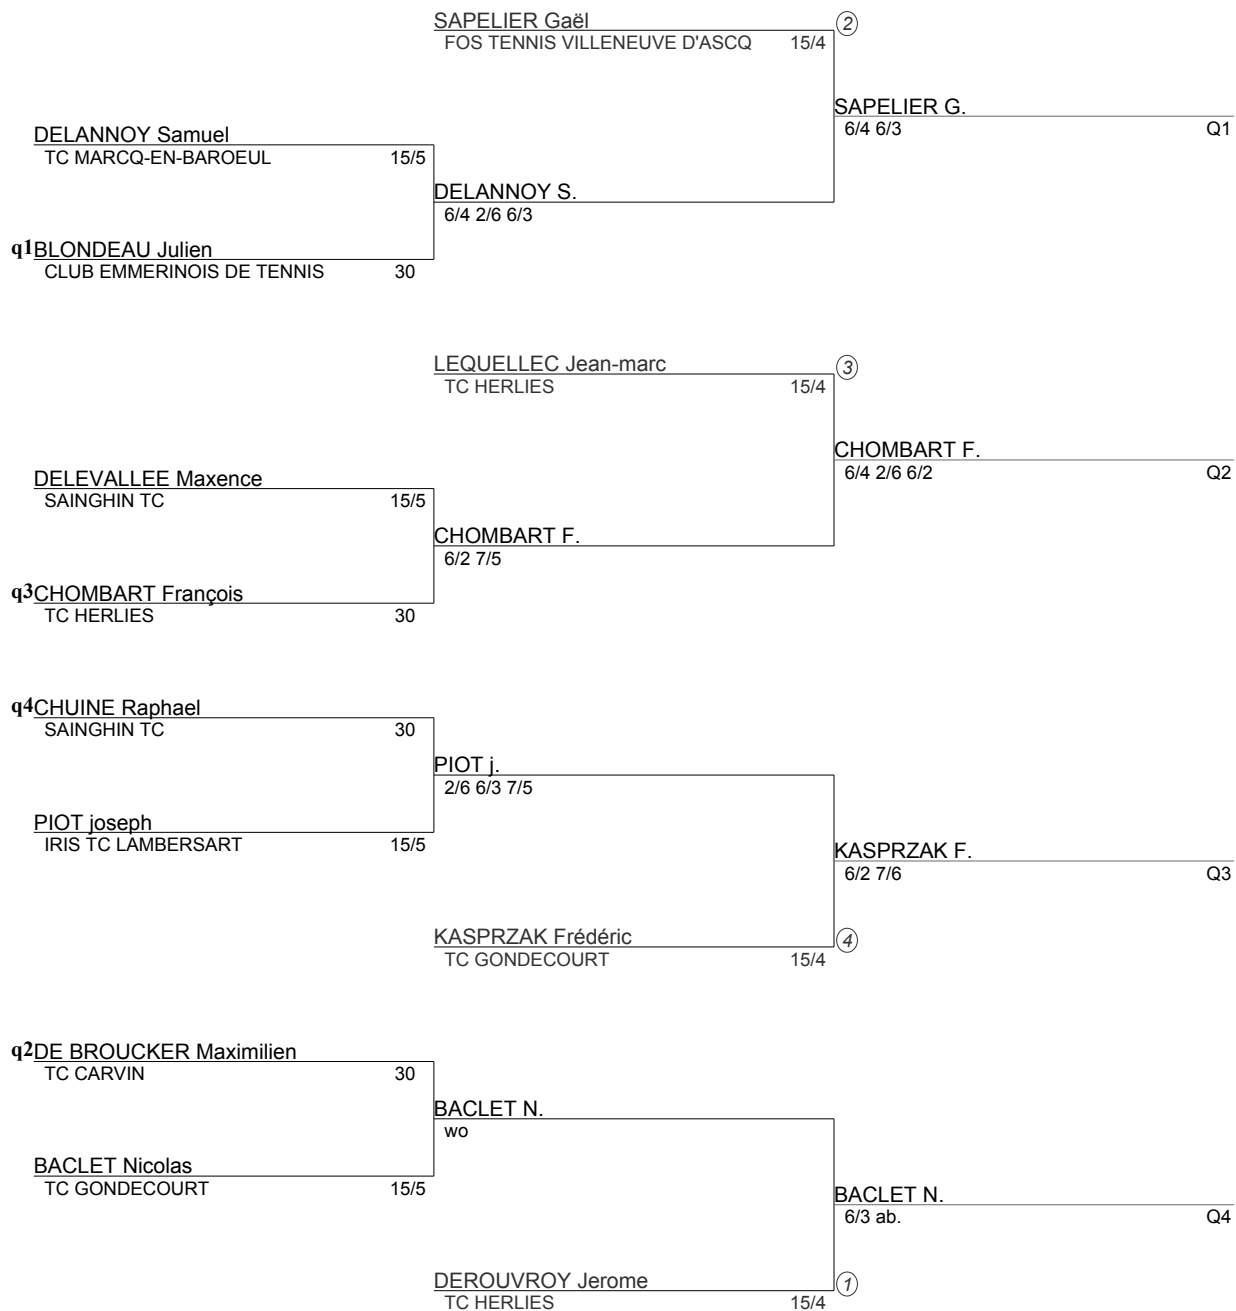 SAPELIER Gaël 2
FOS TENNIS VILLENEUVE D'ASCQ 15/4
SAPELIER G.
6/4 6/3 Q1
DELANNOY Samuel
TC MARCQ-EN-BAROEUL 15/5
DELANNOY S.
6/4 2/6 6/3
q1 BLONDEAU Julien
CLUB EMMERINOIS DE TENNIS 30
LEQUELLEC Jean-marc 3
TC HERLIES 15/4
CHOMBART F.
6/4 2/6 6/2 Q2
DELEVALLEE Maxence
SAINGHIN TC 15/5
CHOMBART F.
6/2 7/5
q3 CHOMBART François
TC HERLIES 30
q4 CHUINE Raphael
SAINGHIN TC 30
PIOT j.
2/6 6/3 7/5
PIOT joseph
IRIS TC LAMBERSART 15/5
KASPRZAK F.
6/2 7/6 Q3
KASPRZAK Frédéric 4
TC GONDECOURT 15/4
q2 DE BROUCKER Maximilien
TC CARVIN 30
BACLET N.
wo
BACLET Nicolas
TC GONDECOURT 15/5
BACLET N.
6/3 ab. Q4
DEROUVROY Jerome 1
TC HERLIES 15/4